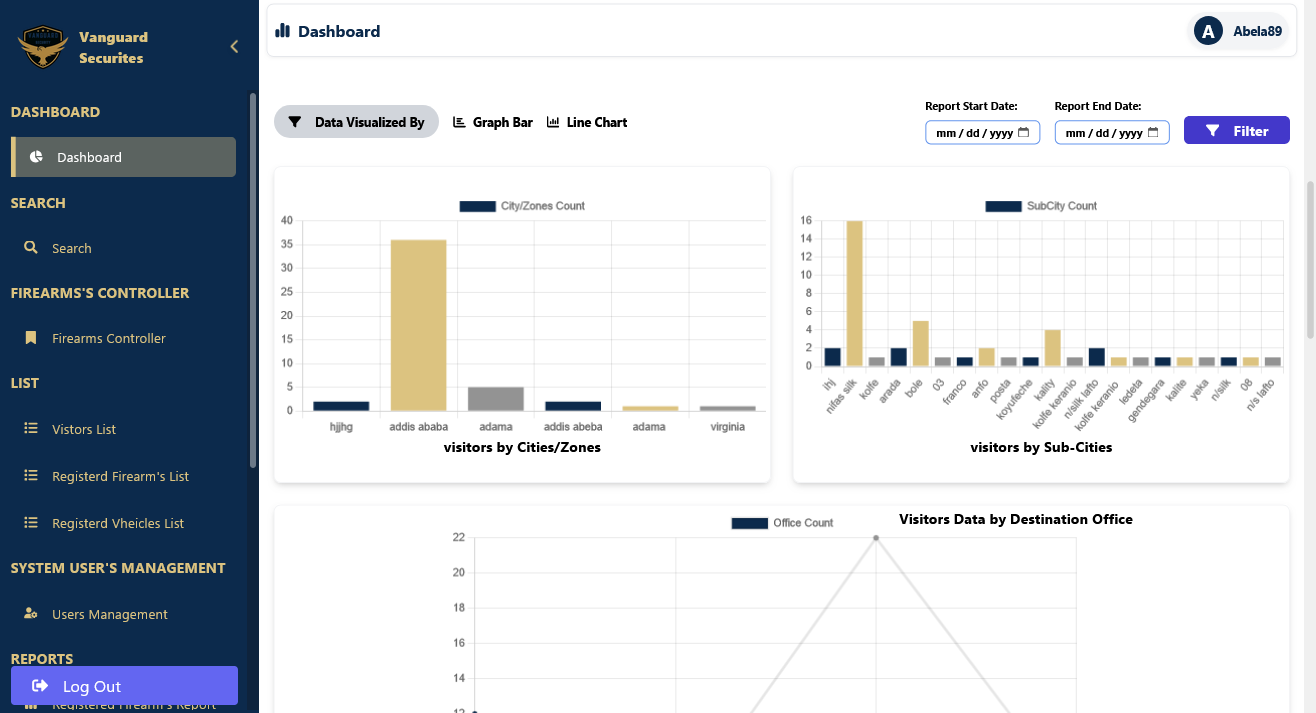 Vanguard
Securites
DASHBOARD
Dashboard
SEARCH
Search
FIREARMS'S CONTROLLER
Firearms Controller
LIST
Vistors List
Registerd Firearm's List
Registerd Vheicles List
SYSTEM USER'S MANAGEMENT
Users Management
REPORTS
Log Out
Registered Firearm's Report
Dashboard
A
Abela89
Data Visualized By
Graph Bar
Line Chart
Report Start Date:
mm / dd / yyyy
Report End Date:
mm / dd / yyyy
Filter
City/Zones Count
40
35
30
25
20
15
10
5
0
hjjhg
addis ababa
adama
addis abeba
adama
virginia
visitors by Cities/Zones
SubCity Count
16
14
12
10
8
6
4
2
0
ihj
nifas silk
kolfe
arada
bole
03
franco
anfo
posta
koyufeche
kality
kolfe keranio
n/silk lafto
kolfe keranio
ledeta
gendegara
kalite
yeka
n/silk
08
n/s lafto
visitors by Sub-Cities
Office Count
Visitors Data by Destination Office
22
20
18
16
14
12